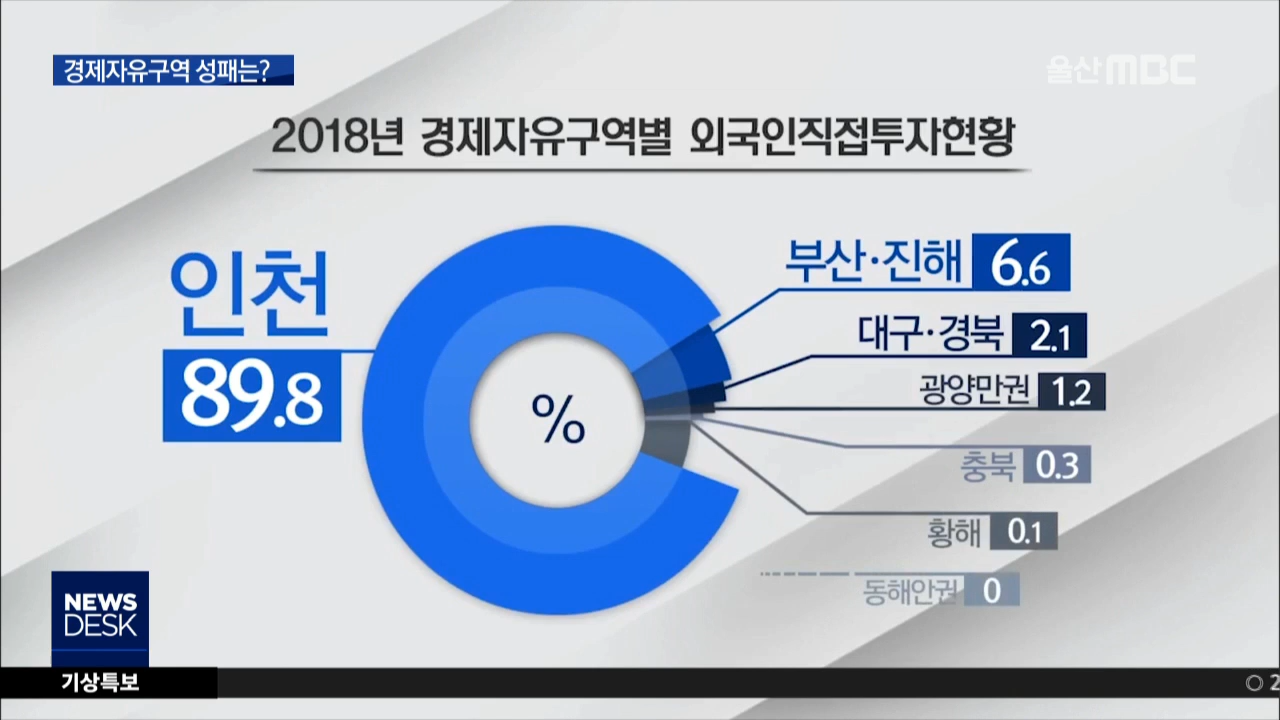 경제자유구역 성패는?
울산MBC
2018년 경제자유구역별 외국인직접투자현황
인천
89.8
%
부산·진해 6.6
대구·경북 2.1
광양만권 1.2
충북 0.3
황해 0.1
동해안권 0
NEWS
DESK
기상특보